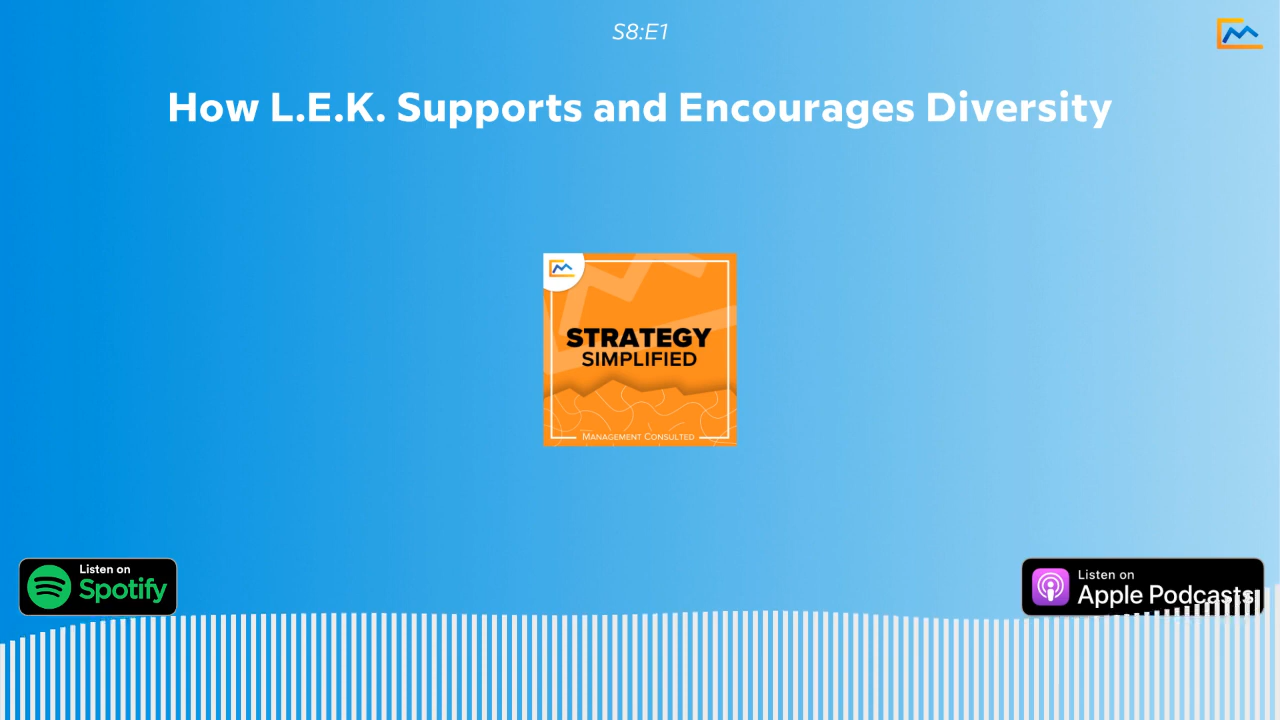 S8:E1
How L.E.K. Supports and Encourages Diversity
STRATEGY
SIMPLIFIED
MANAGEMENT CONSULTED
Listen on
Spotify
Listen on
Apple Podcasts